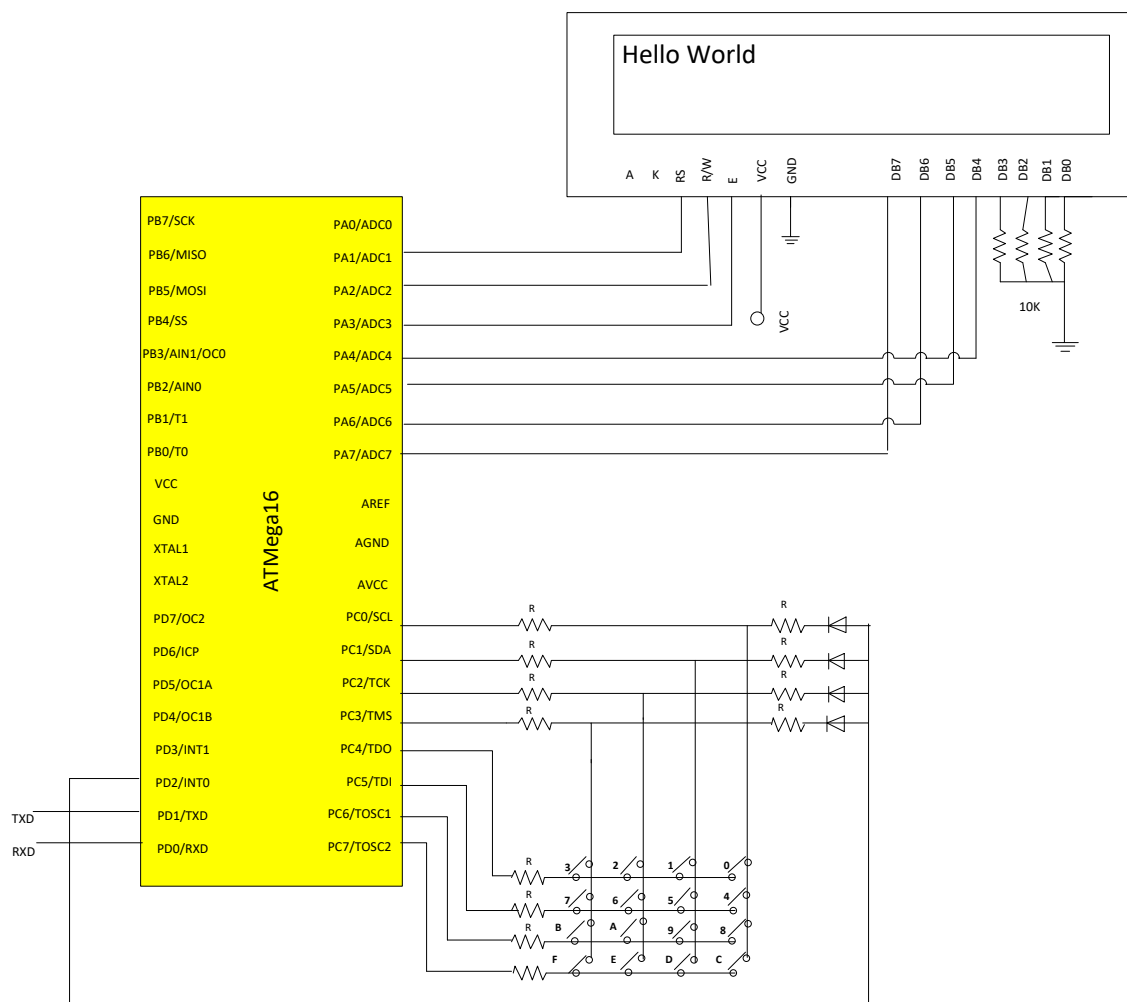 Hello World
A K RS R/W E VCC GND DB7 DB6 DB5 DB4 DB3 DB2 DB1 DB0
10K
VCC
PB7/SCK PA0/ADC0
PB6/MISO PA1/ADC1
PB5/MOSI PA2/ADC2
PB4/SS PA3/ADC3
PB3/AIN1/OC0 PA4/ADC4
PB2/AIN0 PA5/ADC5
PB1/T1 PA6/ADC6
PB0/T0 PA7/ADC7
VCC
AREF
GND
AGND
XTAL1
XTAL2
AVCC
ATMega16
PD7/OC2 PC0/SCL
PD6/ICP PC1/SDA
PD5/OC1A PC2/TCK
PD4/OC1B PC3/TMS
PD3/INT1 PC4/TDO
PD2/INT0 PC5/TDI
PD1/TXD PC6/TOSC1
PD0/RXD PC7/TOSC2
TXD
RXD
R R
R R
R R
R R
R 3 2 1 0
R 7 6 5 4
R B A 9 8
R F E D C